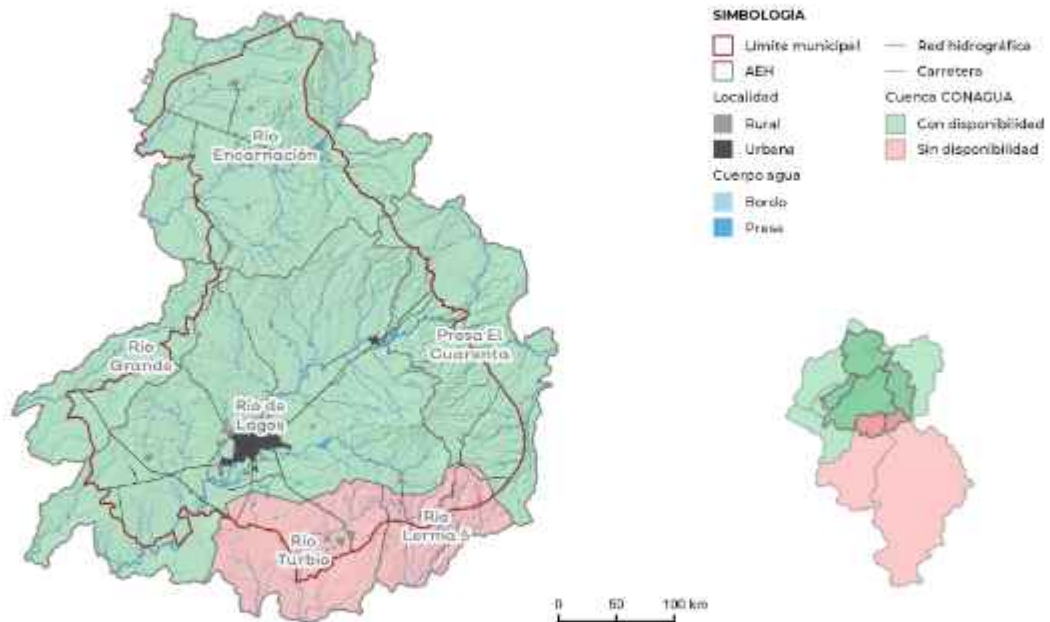 Río
Encarnación
Río
Grande
Presa El
Cuarenta
Río de
Lagos
Río
Turbio
Río
Lerma 5
SIMBOLOGÍA
Límite municipal
AEH
Localidad
Rural
Urbana
Cuerpo agua
Bordo
Presa
Red hidrográfica
Carretera
Cuenca CONAGUA
Con disponibilidad
Sin disponibilidad
0 50 100 km